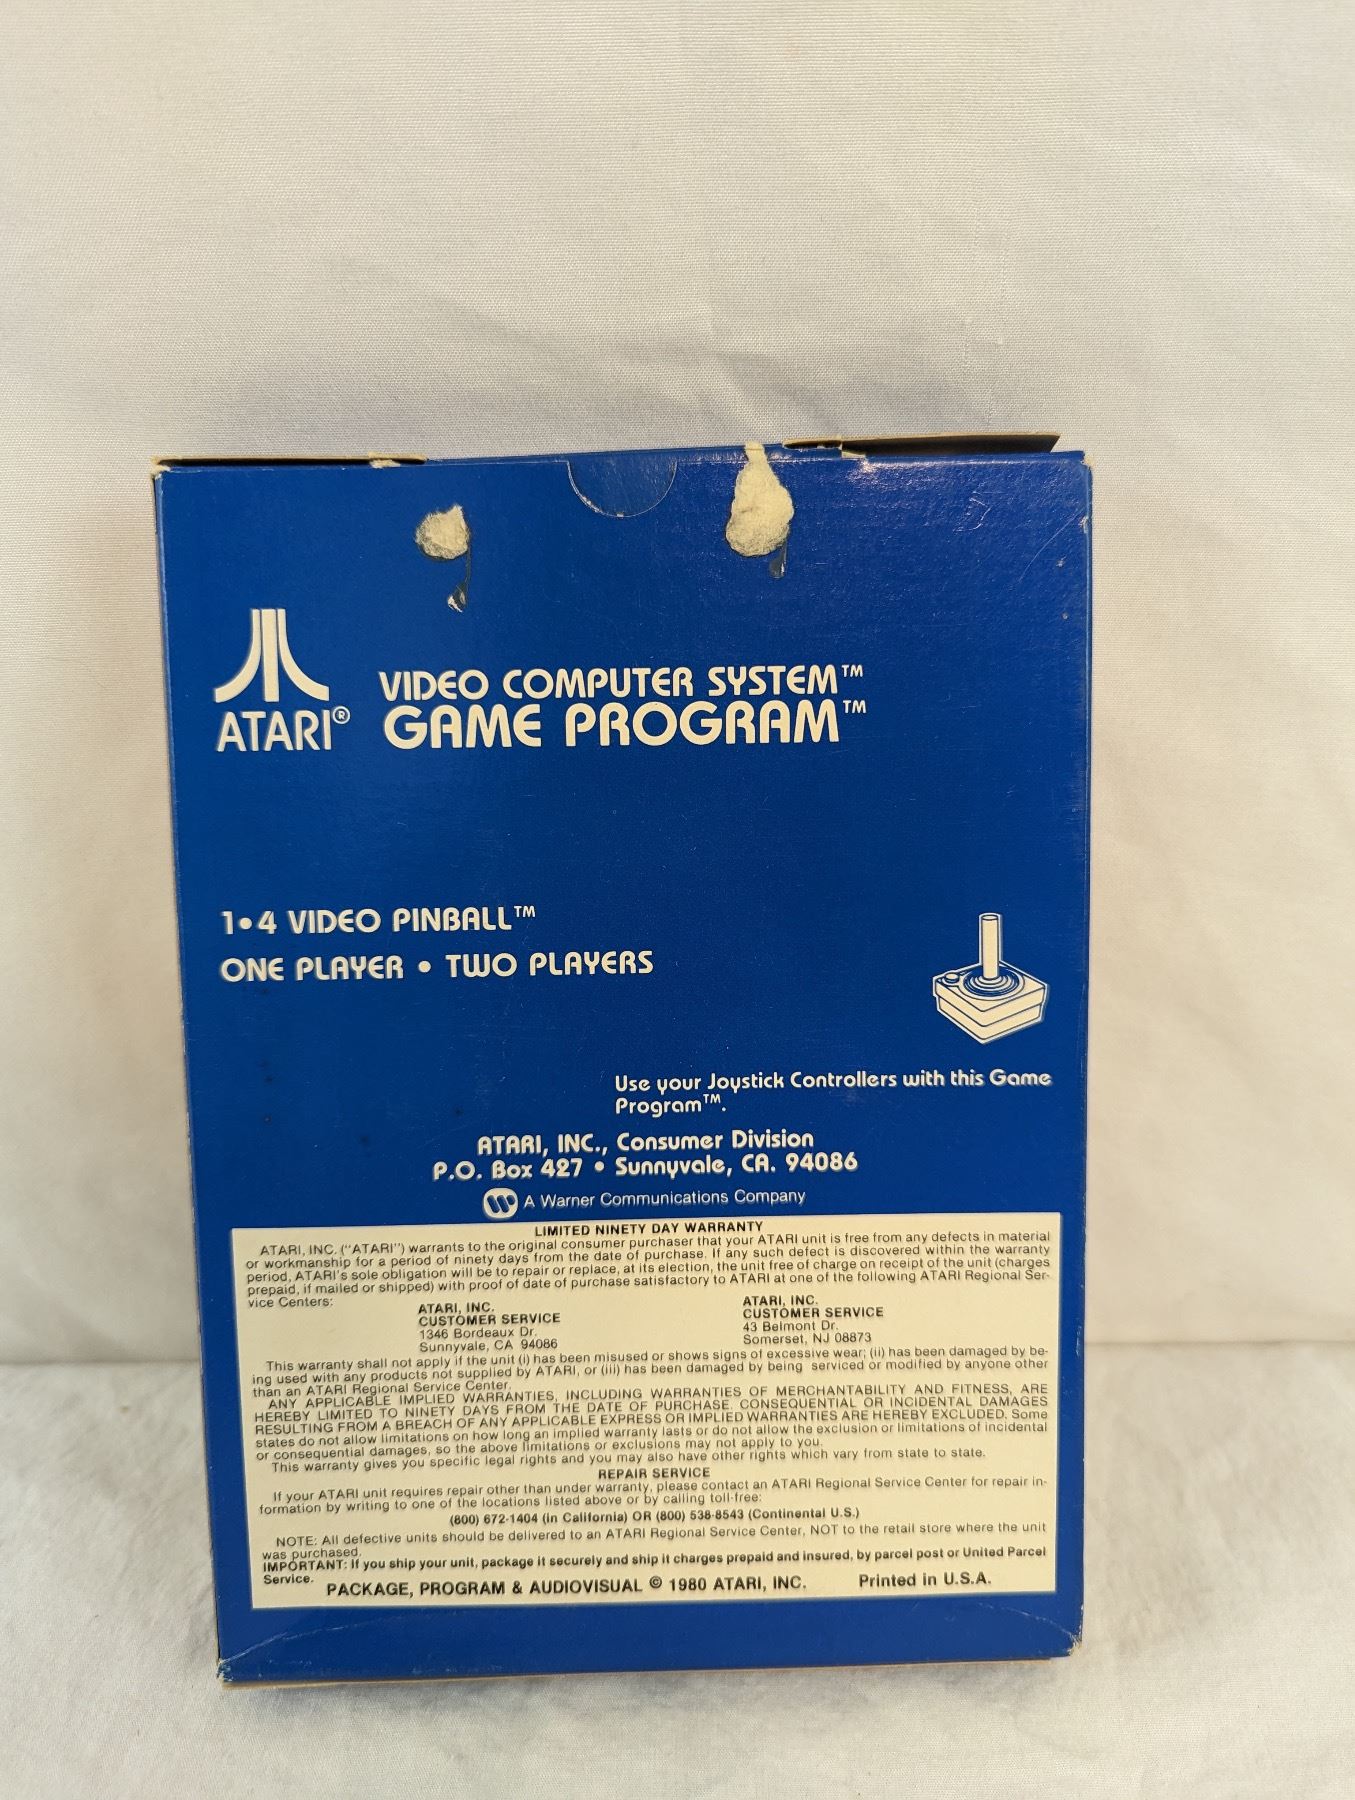 ATARI® VIDEO COMPUTER SYSTEM™
GAME PROGRAM™
1•4 VIDEO PINBALL™
ONE PLAYER • TWO PLAYERS
Use your Joystick Controllers with this Game
Program™.
ATARI, INC., Consumer Division
P.O. Box 427 • Sunnyvale, CA. 94086
A Warner Communications Company
LIMITED NINETY DAY WARRANTY
ATARI, INC. ("ATARI") warrants to the original consumer purchaser that your ATARI unit is free from any defects in material
or workmanship for a period of ninety days from the date of purchase. If any such defect is discovered within the warranty
period, ATARI's sole obligation will be to repair or replace, at its election, the unit free of charge on receipt of the unit (charges
prepaid, if mailed or shipped) with proof of date of purchase satisfactory to ATARI at one of the following ATARI Regional Ser-
vice Centers:
ATARI, INC.
CUSTOMER SERVICE
1346 Bordeaux Dr.
Sunnyvale, CA 94086
ATARI, INC.
CUSTOMER SERVICE
43 Belmont Dr.
Somerset, NJ 08873
This warranty shall not apply if the unit (i) has been misused or shows signs of excessive wear; (ii) has been damaged by be-
ing used with any products not supplied by ATARI, or (iii) has been damaged by being serviced or modified by anyone other
than an ATARI Regional Service Center.
ANY APPLICABLE IMPLIED WARRANTIES, INCLUDING WARRANTIES OF MERCHANTABILITY AND FITNESS, ARE
HEREBY LIMITED TO NINETY DAYS FROM THE DATE OF PURCHASE. CONSEQUENTIAL OR INCIDENTAL DAMAGES
RESULTING FROM A BREACH OF ANY APPLICABLE EXPRESS OR IMPLIED WARRANTIES ARE HEREBY EXCLUDED. Some
states do not allow limitations on how long an implied warranty lasts or do not allow the exclusion or limitations of incidental
or consequential damages, so the above limitations or exclusions may not apply to you.
This warranty gives you specific legal rights and you may also have other rights which vary from state to state.
REPAIR SERVICE
If your ATARI unit requires repair other than under warranty, please contact an ATARI Regional Service Center for repair in-
formation by writing to one of the locations listed above or by calling toll-free:
(800) 672-1404 (in California) OR (800) 538-8543 (Continental U.S.)
NOTE: All defective units should be delivered to an ATARI Regional Service Center, NOT to the retail store where the unit
was purchased.
IMPORTANT: If you ship your unit, package it securely and ship it charges prepaid and insured, by parcel post or United Parcel
Service.
PACKAGE, PROGRAM & AUDIOVISUAL © 1980 ATARI, INC. Printed in U.S.A.